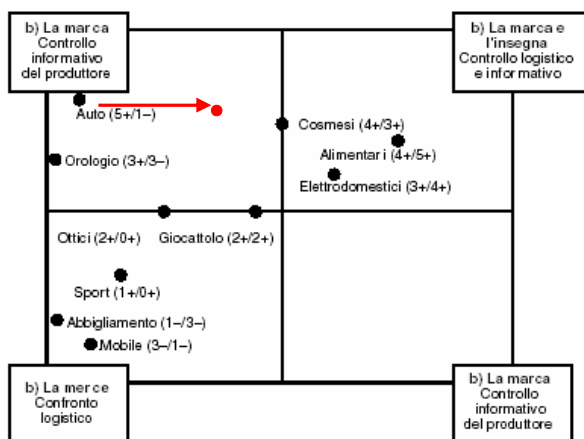 b) La marca
Controllo
informativo
del produttore
b) La marca e
l'insegna
Controllo logistico
e informativo
Auto (5+/1–)
Cosmesi (4+/3+)
Alimentari (4+/5+)
Orologio (3+/3–)
Elettrodomestici (3+/4+)
Ottici (2+/0+)
Giocattolo (2+/2+)
Sport (1+/0+)
Abbigliamento (1–/3–)
Mobile (3–/1–)
b) La merce
Confronto
logistico
b) La marca
Controllo
informativo
del produttore